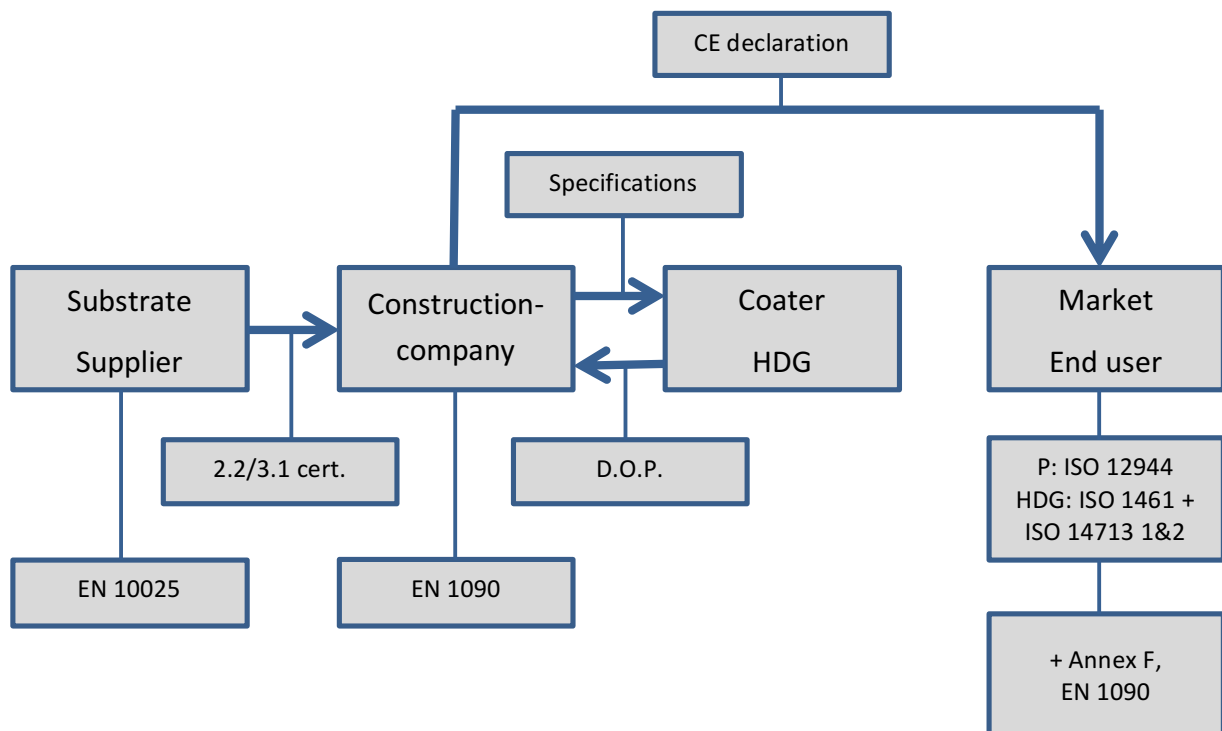 CE declaration
Specifications
Substrate
Supplier
Construction-
company
Coater
HDG
Market
End user
2.2/3.1 cert.
D.O.P.
P: ISO 12944
HDG: ISO 1461 +
ISO 14713 1&2
EN 10025
EN 1090
+ Annex F,
EN 1090